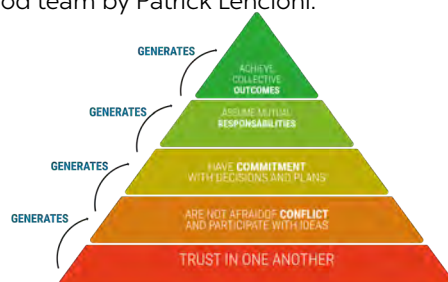 od team by Patrick Lencioni.
GENERATES
ACHIEVE
COLLECTIVE
OUTCOMES
GENERATES
ASSUME MUTUAL
RESPONSABILITIES
GENERATES
HAVE COMMITMENT
WITH DECISIONS AND PLANS
GENERATES
ARE NOT AFRAIDOF CONFLICT
AND PARTICIPATE WITH IDEAS
TRUST IN ONE ANOTHER